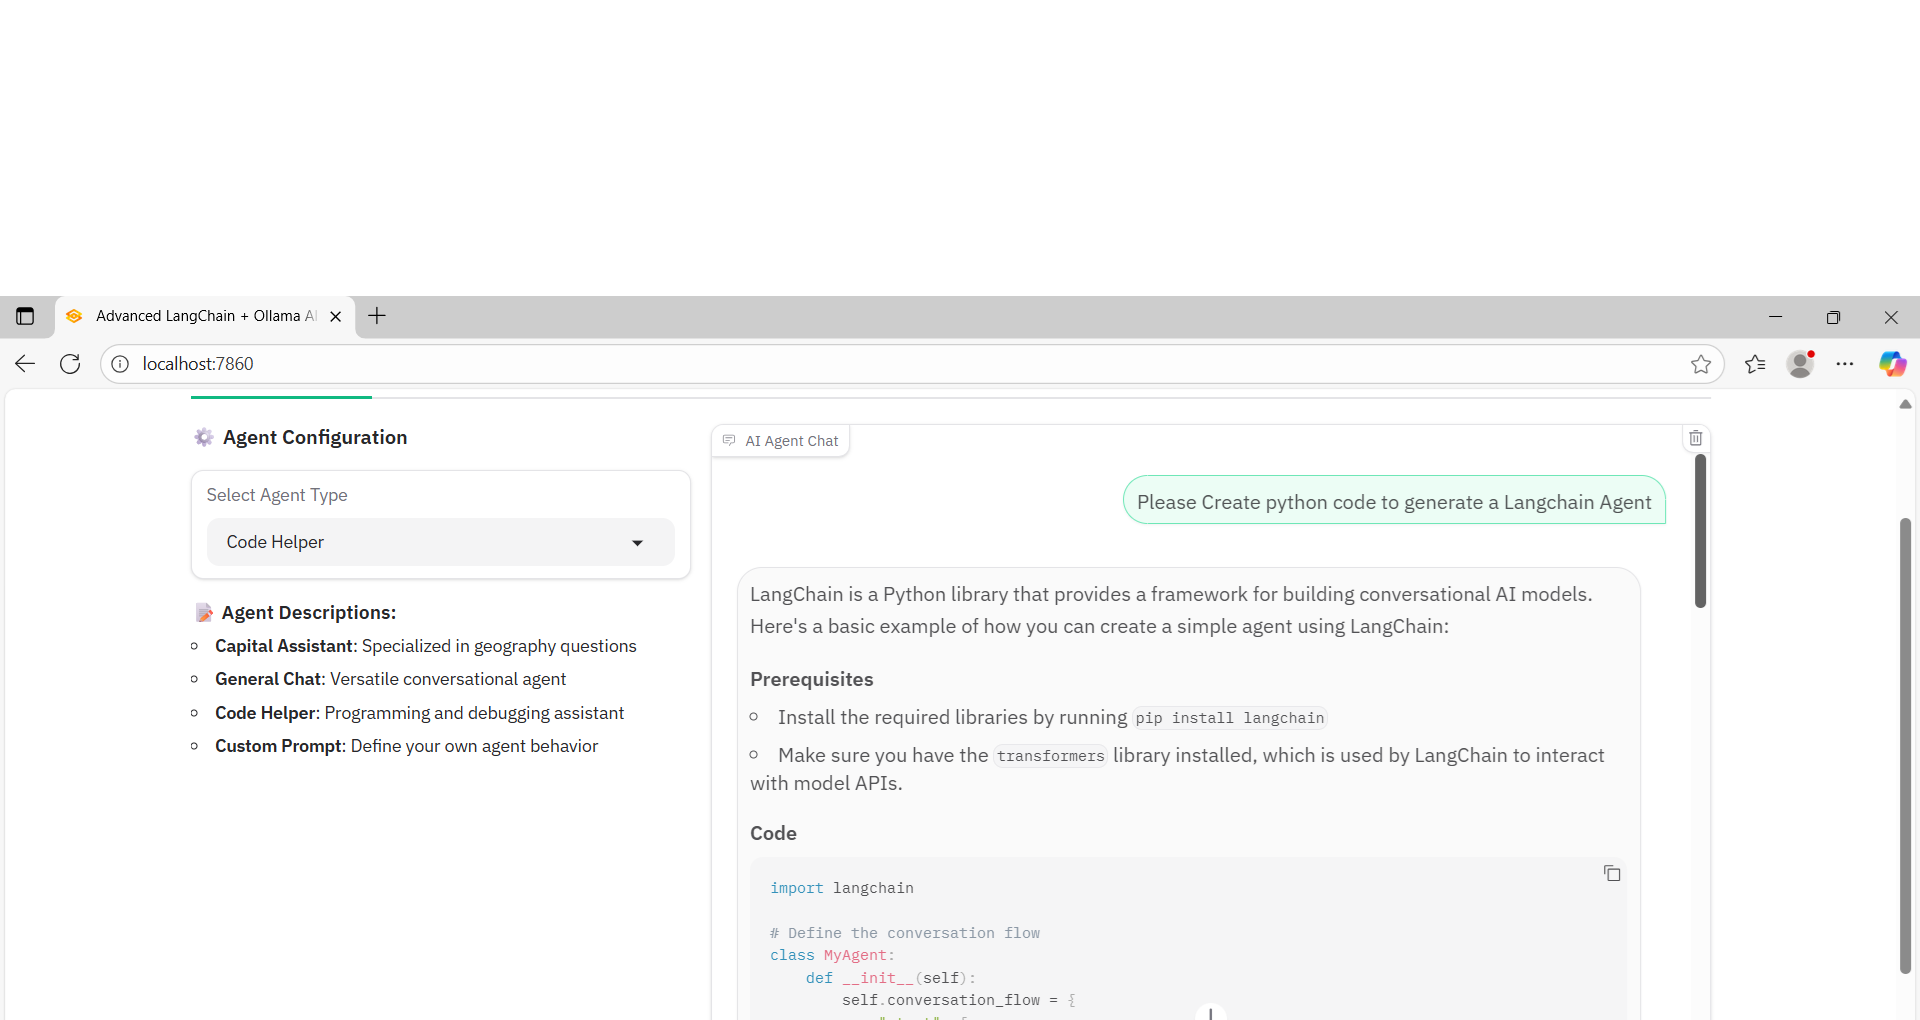 Advanced LangChain + Ollama AI
localhost:7860
Agent Configuration
Select Agent Type
Code Helper
Agent Descriptions:
Capital Assistant: Specialized in geography questions
General Chat: Versatile conversational agent
Code Helper: Programming and debugging assistant
Custom Prompt: Define your own agent behavior
AI Agent Chat
Please Create python code to generate a Langchain Agent
LangChain is a Python library that provides a framework for building conversational AI models.
Here's a basic example of how you can create a simple agent using LangChain:
Prerequisites
Install the required libraries by running pip install langchain
Make sure you have the transformers library installed, which is used by LangChain to interact
with model APIs.
Code
import langchain
# Define the conversation flow
class MyAgent:
def __init__(self):
self.conversation_flow = {